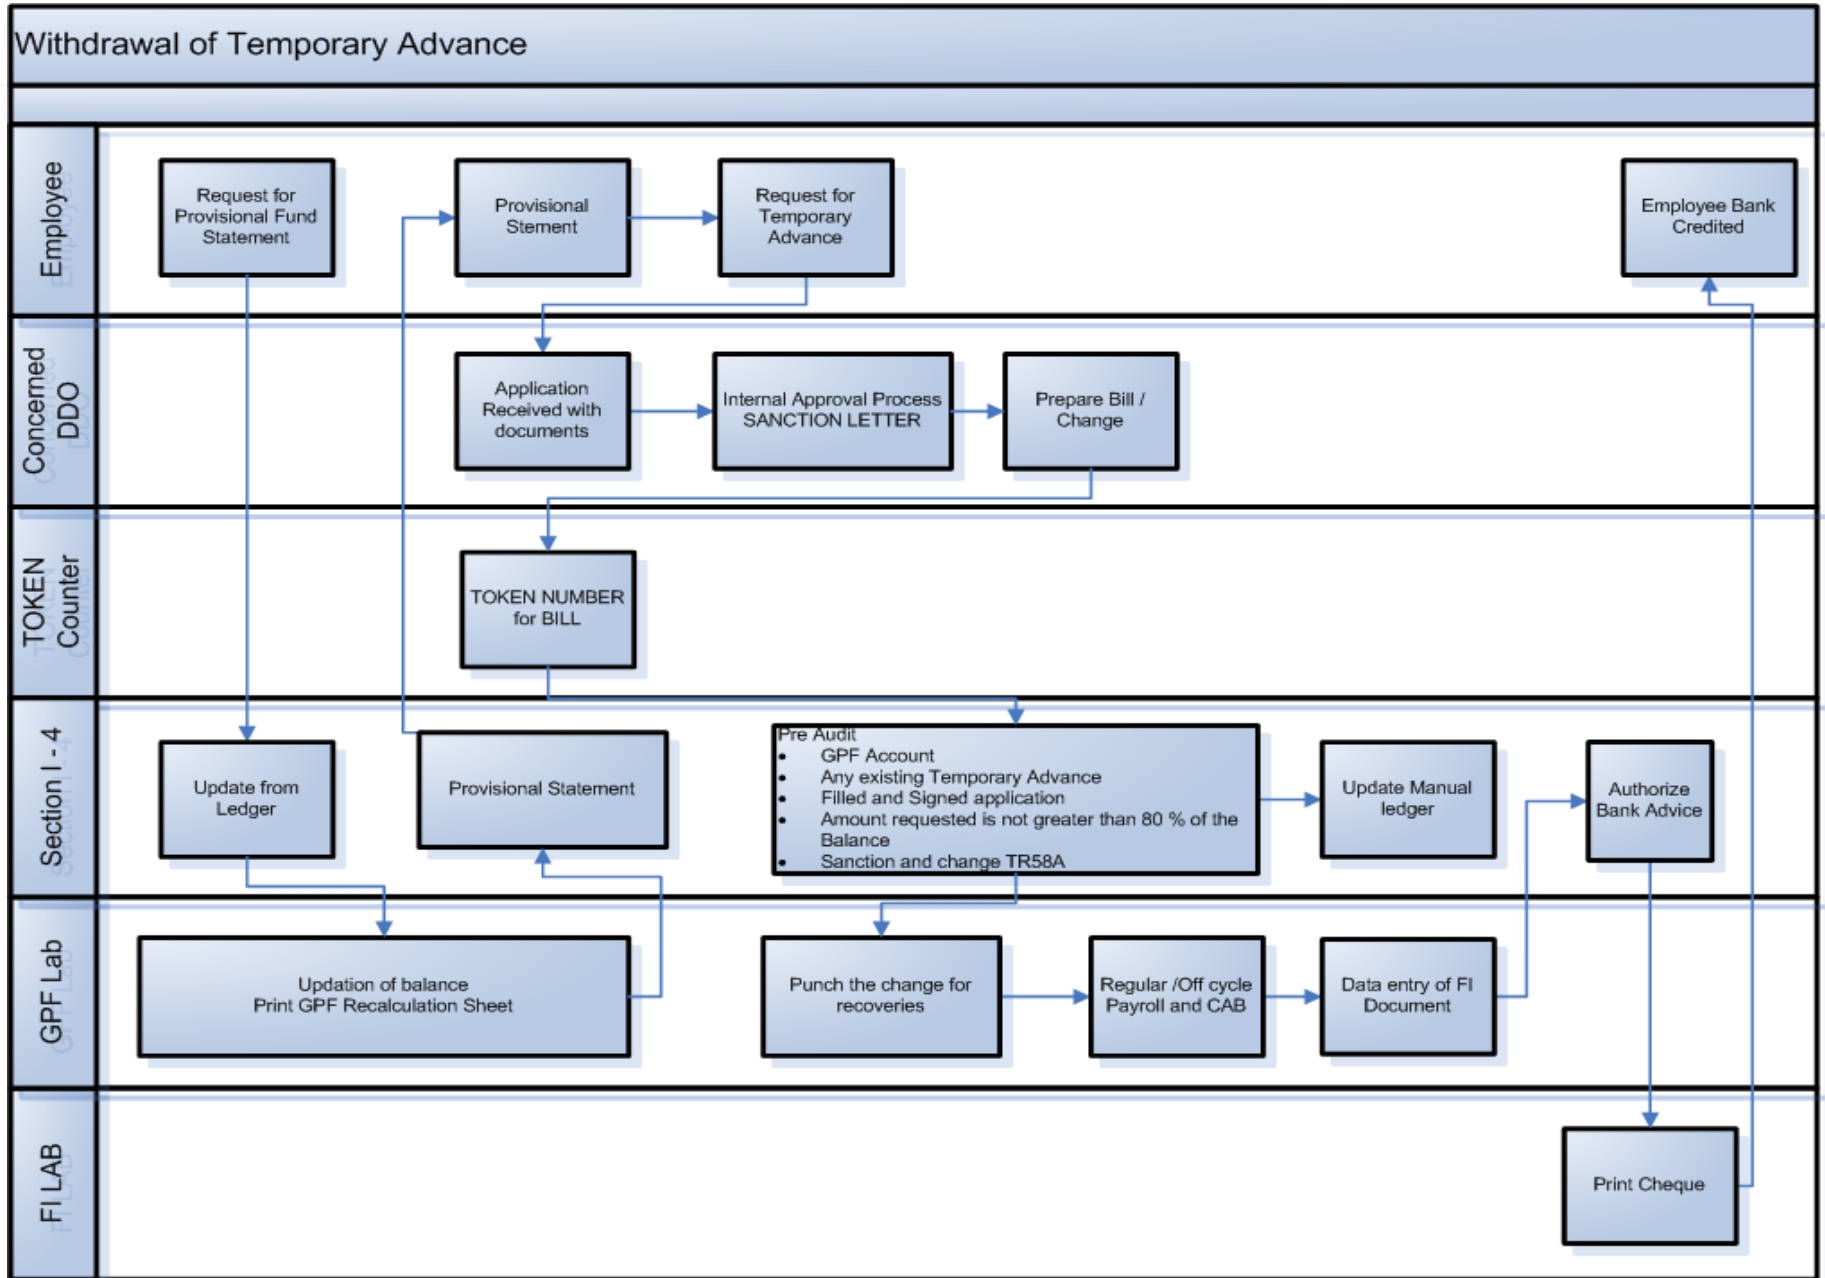 Withdrawal of Temporary Advance
Employee
Request for
Provisional Fund
Statement
Provisional
Stement
Request for
Temporary
Advance
Employee Bank
Credited
Concerned
DDO
Application
Received with
documents
Internal Approval Process
SANCTION LETTER
Prepare Bill /
Change
TOKEN
Counter
TOKEN NUMBER
for BILL
Section I - 4
Update from
Ledger
Provisional Statement
Pre Audit
• GPF Account
• Any existing Temporary Advance
• Filled and Signed application
• Amount requested is not greater than 80 % of the
Balance
• Sanction and change TR58A
Update Manual
ledger
Authorize
Bank Advice
GPF Lab
Updation of balance
Print GPF Recalculation Sheet
Punch the change for
recoveries
Regular /Off cycle
Payroll and CAB
Data entry of FI
Document
FI LAB
Print Cheque